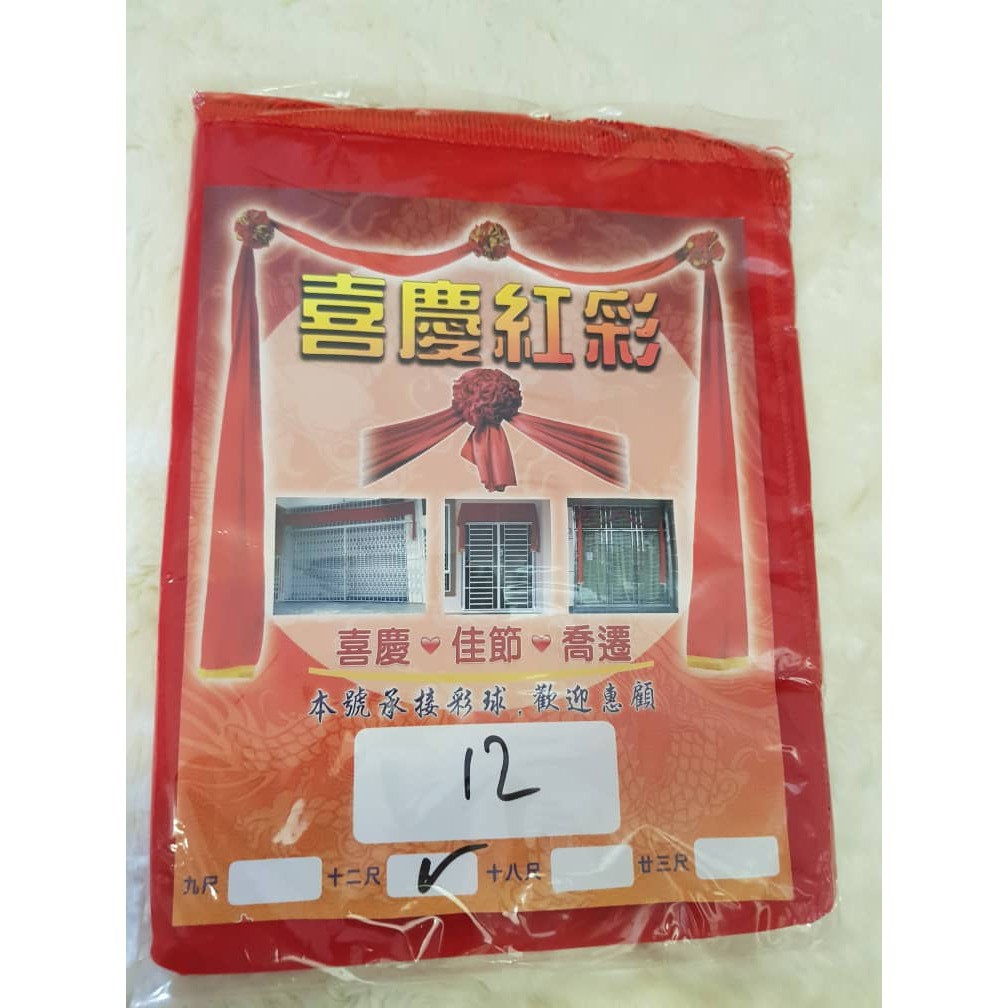 喜慶紅彩
喜慶❤佳節❤喬遷
本號承接彩球,歡迎惠顧
12
九尺 十二尺 ✓ 十八尺 廿三尺